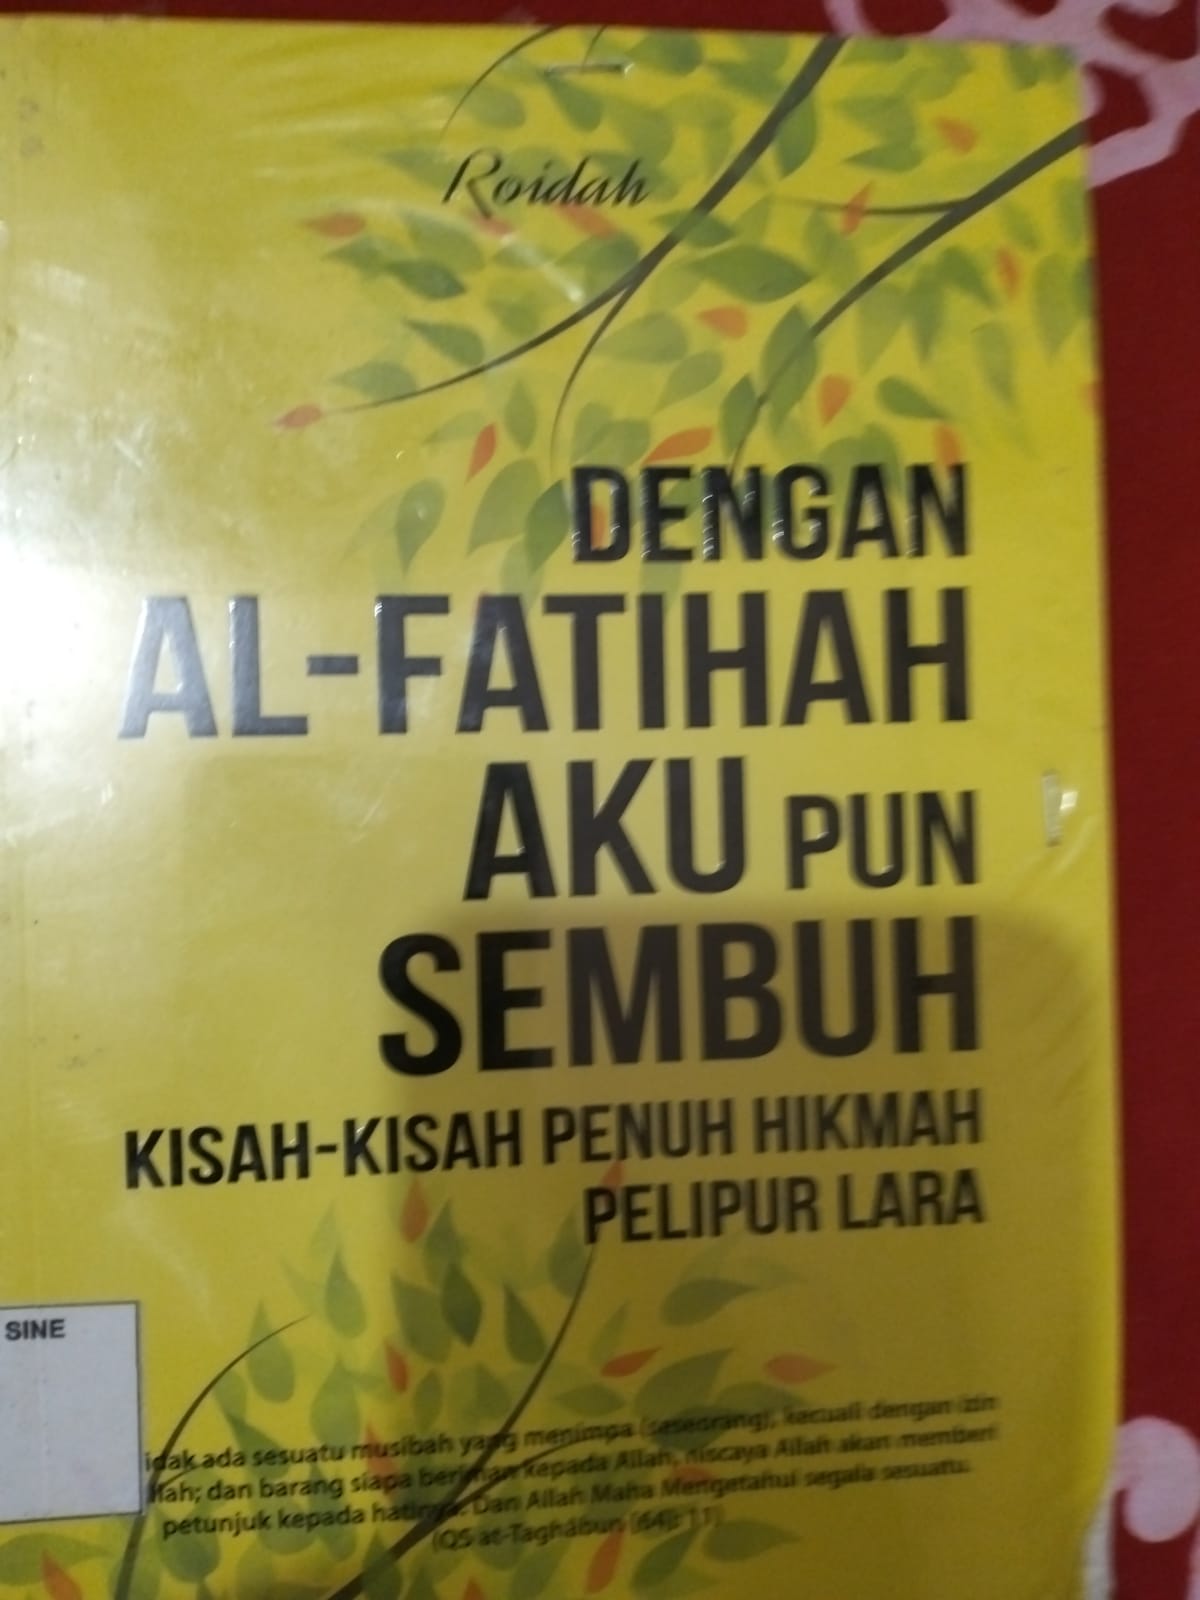 Roidah
DENGAN
AL-FATIHAH
AKU PUN
SEMBUH
KISAH-KISAH PENUH HIKMAH
PELIPUR LARA
SINE
idak ada sesuatu musibah yang menimpa (seseorang), kecuali dengan izin
llah; dan barang siapa beriman kepada Allah, niscaya Allah akan memberi
petunjuk kepada hatinya. Dan Allah Maha Mengetahui segala sesuatu.
(QS at-Taghâbun [64]: 11)